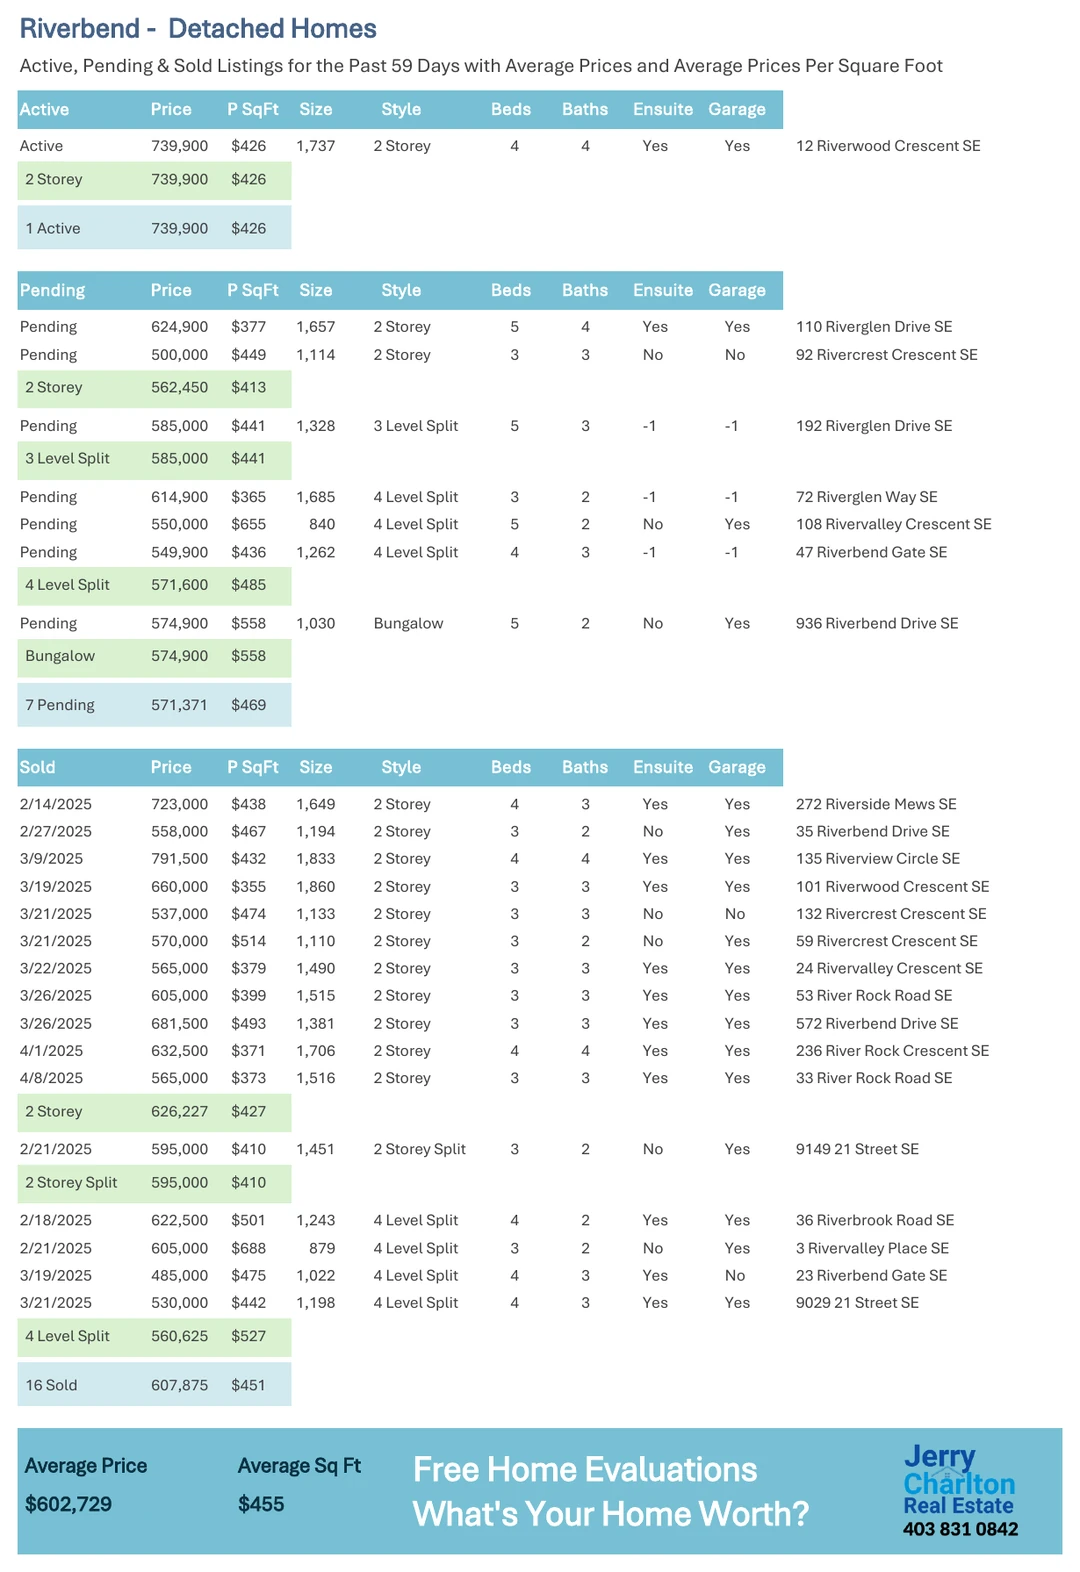 Riverbend - Detached Homes
Active, Pending & Sold Listings for the Past 59 Days with Average Prices and Average Prices Per Square Foot
Active Price P SqFt Size Style Beds Baths Ensuite Garage
Active 739,900 $426 1,737 2 Storey 4 4 Yes Yes 12 Riverwood Crescent SE
2 Storey 739,900 $426
1 Active 739,900 $426
Pending Price P SqFt Size Style Beds Baths Ensuite Garage
Pending 624,900 $377 1,657 2 Storey 5 4 Yes Yes 110 Riverglen Drive SE
Pending 500,000 $449 1,114 2 Storey 3 3 No No 92 Rivercrest Crescent SE
2 Storey 562,450 $413
Pending 585,000 $441 1,328 3 Level Split 5 3 -1 -1 192 Riverglen Drive SE
3 Level Split 585,000 $441
Pending 614,900 $365 1,685 4 Level Split 3 2 -1 -1 72 Riverglen Way SE
Pending 550,000 $655 840 4 Level Split 5 2 No Yes 108 Rivervalley Crescent SE
Pending 549,900 $436 1,262 4 Level Split 4 3 -1 -1 47 Riverbend Gate SE
4 Level Split 571,600 $485
Pending 574,900 $558 1,030 Bungalow 5 2 No Yes 936 Riverbend Drive SE
Bungalow 574,900 $558
7 Pending 571,371 $469
Sold Price P SqFt Size Style Beds Baths Ensuite Garage
2/14/2025 723,000 $438 1,649 2 Storey 4 3 Yes Yes 272 Riverside Mews SE
2/27/2025 558,000 $467 1,194 2 Storey 3 2 No Yes 35 Riverbend Drive SE
3/9/2025 791,500 $432 1,833 2 Storey 4 4 Yes Yes 135 Riverview Circle SE
3/19/2025 660,000 $355 1,860 2 Storey 3 3 Yes Yes 101 Riverwood Crescent SE
3/21/2025 537,000 $474 1,133 2 Storey 3 3 No No 132 Rivercrest Crescent SE
3/21/2025 570,000 $514 1,110 2 Storey 3 2 No Yes 59 Rivercrest Crescent SE
3/22/2025 565,000 $379 1,490 2 Storey 3 3 Yes Yes 24 Rivervalley Crescent SE
3/26/2025 605,000 $399 1,515 2 Storey 3 3 Yes Yes 53 River Rock Road SE
3/26/2025 681,500 $493 1,381 2 Storey 3 3 Yes Yes 572 Riverbend Drive SE
4/1/2025 632,500 $371 1,706 2 Storey 4 4 Yes Yes 236 River Rock Crescent SE
4/8/2025 565,000 $373 1,516 2 Storey 3 3 Yes Yes 33 River Rock Road SE
2 Storey 626,227 $427
2/21/2025 595,000 $410 1,451 2 Storey Split 3 2 No Yes 9149 21 Street SE
2 Storey Split 595,000 $410
2/18/2025 622,500 $501 1,243 4 Level Split 4 2 Yes Yes 36 Riverbrook Road SE
2/21/2025 605,000 $688 879 4 Level Split 3 2 No Yes 3 Rivervalley Place SE
3/19/2025 485,000 $475 1,022 4 Level Split 4 3 Yes No 23 Riverbend Gate SE
3/21/2025 530,000 $442 1,198 4 Level Split 4 3 Yes Yes 9029 21 Street SE
4 Level Split 560,625 $527
16 Sold 607,875 $451
Average Price Average Sq Ft
$602,729 $455
Free Home Evaluations
What's Your Home Worth?
Jerry
Charlton
Real Estate
403 831 0842